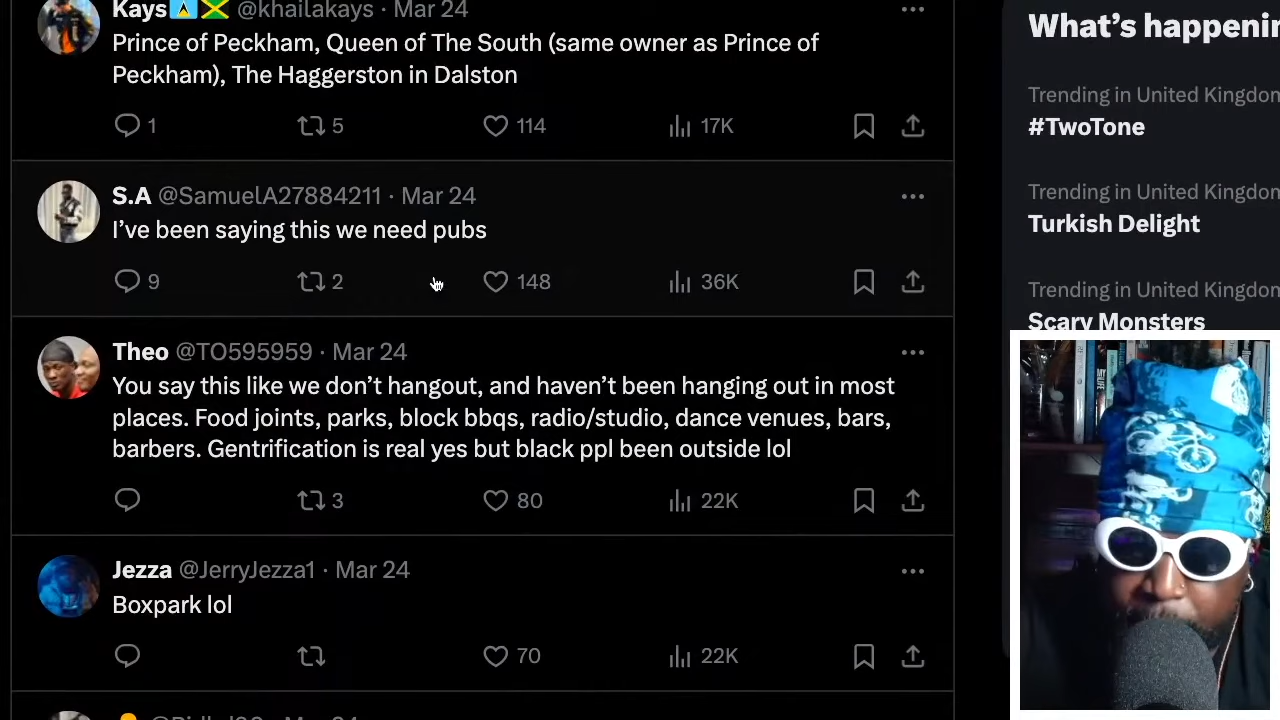 Kays @khailakays · Mar 24
Prince of Peckham, Queen of The South (same owner as Prince of
Peckham), The Haggerston in Dalston
1 5 114 17K
S.A @SamuelA27884211 · Mar 24
I’ve been saying this we need pubs
9 2 148 36K
Theo @TO595959 · Mar 24
You say this like we don’t hangout, and haven’t been hanging out in most
places. Food joints, parks, block bbqs, radio/studio, dance venues, bars,
barbers. Gentrification is real yes but black ppl been outside lol
3 80 22K
Jezza @JerryJezza1 · Mar 24
Boxpark lol
70 22K
What’s happenin
Trending in United Kingdom
#TwoTone
Trending in United Kingdom
Turkish Delight
Trending in United Kingdom
Scary Monsters